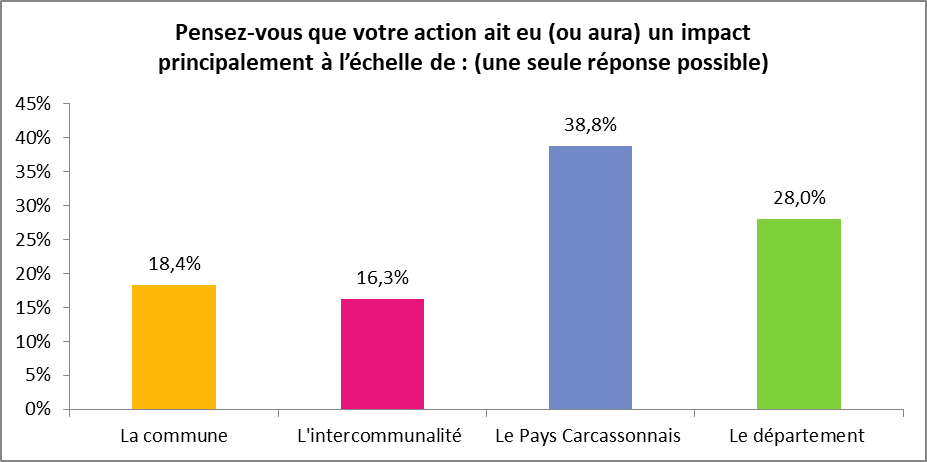 Pensez-vous que votre action ait eu (ou aura) un impact
principalement à l’échelle de : (une seule réponse possible)
45%
40%
35%
30%
25%
20%
15%
10%
5%
0%
18,4%
16,3%
38,8%
28,0%
La commune
L'intercommunalité
Le Pays Carcassonnais
Le département